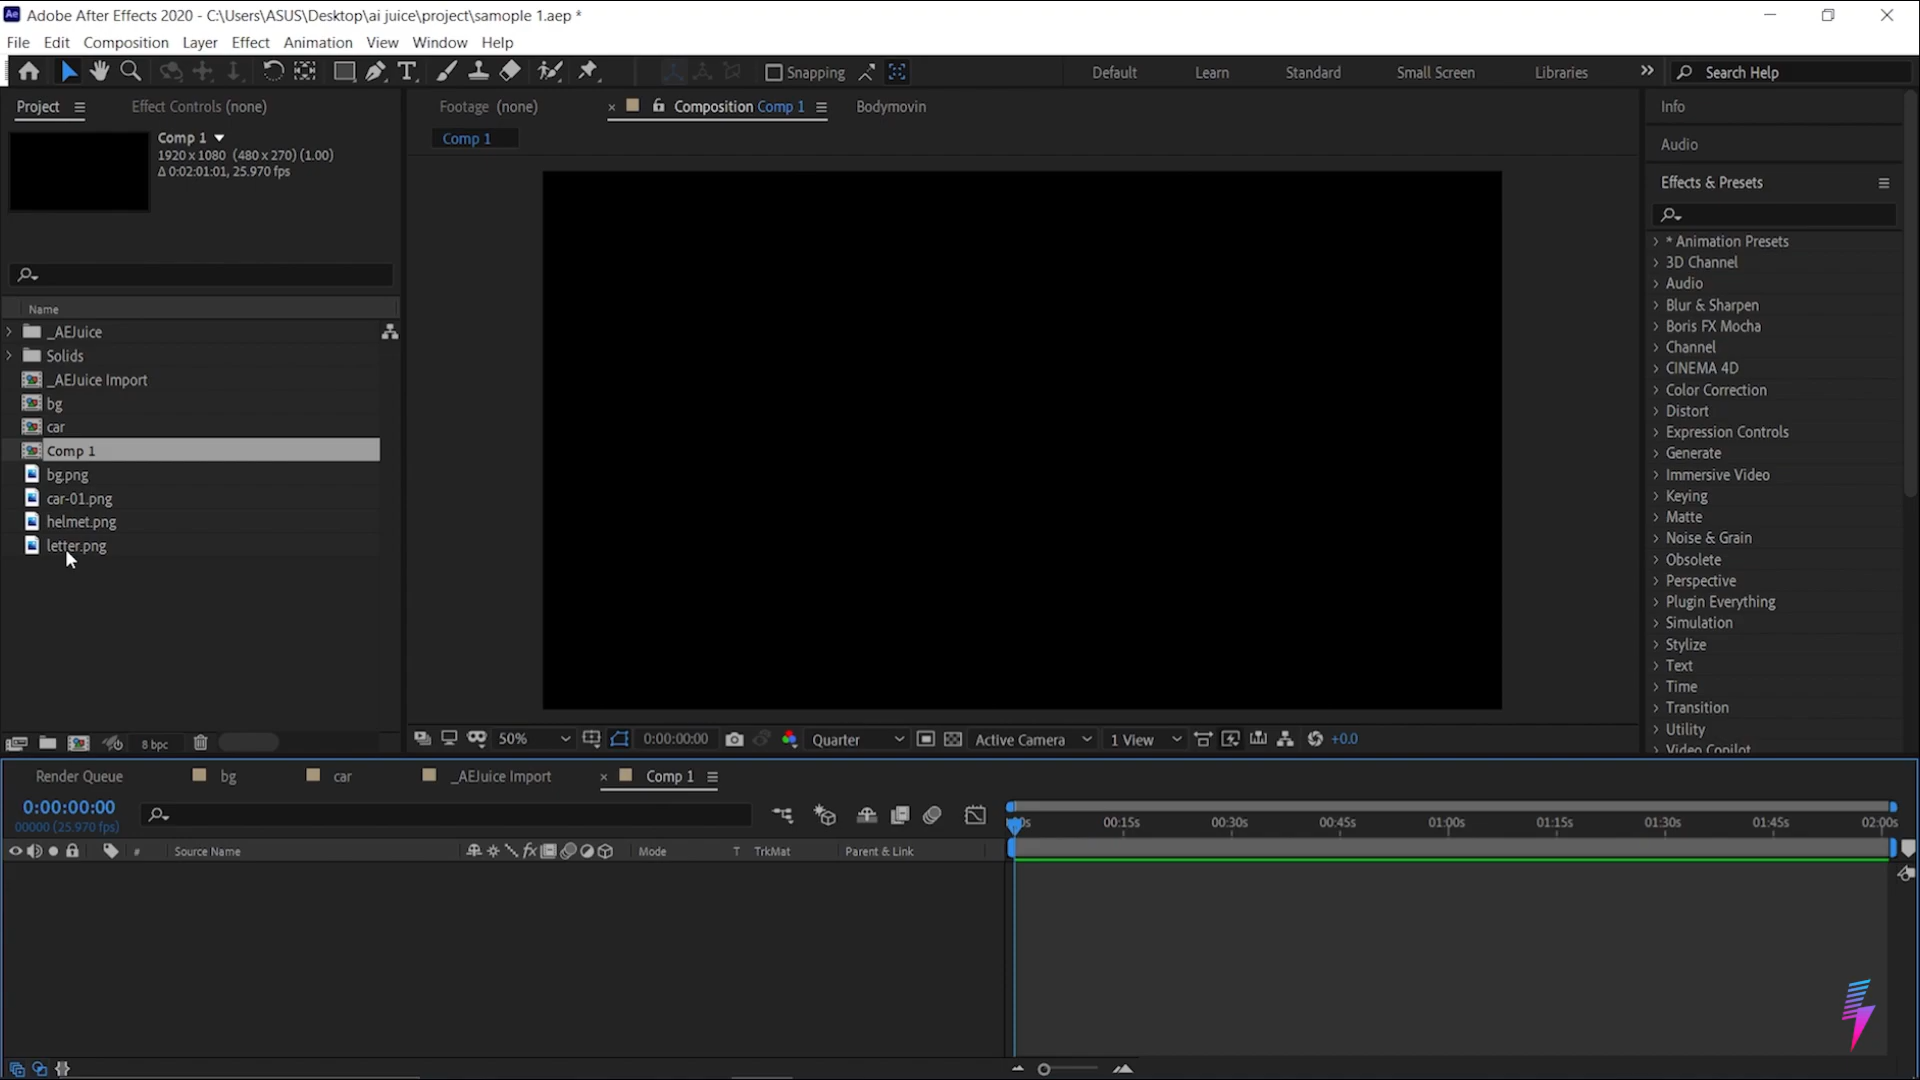 Adobe After Effects 2020 - C:\Users\ASUS\Desktop\ai juice\project\samople 1.aep *
File Edit Composition Layer Effect Animation View Window Help
Snapping Default Learn Standard Small Screen Libraries Search Help
Project Effect Controls (none) Footage (none) Composition Comp 1 Bodymovin Info
Comp 1
1920 x 1080 (480 x 270) (1.00)
Δ 0:02:01:01, 25.970 fps
Comp 1
Audio
Effects & Presets
Name
_AEJuice
Solids
_AEJuice Import
bg
car
Comp 1
bg.png
car-01.png
helmet.png
letter.png
* Animation Presets
3D Channel
Audio
Blur & Sharpen
Boris FX Mocha
Channel
CINEMA 4D
Color Correction
Distort
Expression Controls
Generate
Immersive Video
Keying
Matte
Noise & Grain
Obsolete
Perspective
Plugin Everything
Simulation
Stylize
Text
Time
Transition
Utility
Video Copilot
8 bpc 50% 0:00:00:00 Quarter Active Camera 1 View +0.0
Render Queue bg car _AEJuice Import Comp 1
0:00:00:00
00000 (25.970 fps)
00:15s 00:30s 00:45s 01:00s 01:15s 01:30s 01:45s 02:00s
# Source Name fx Mode T TrkMat Parent & Link